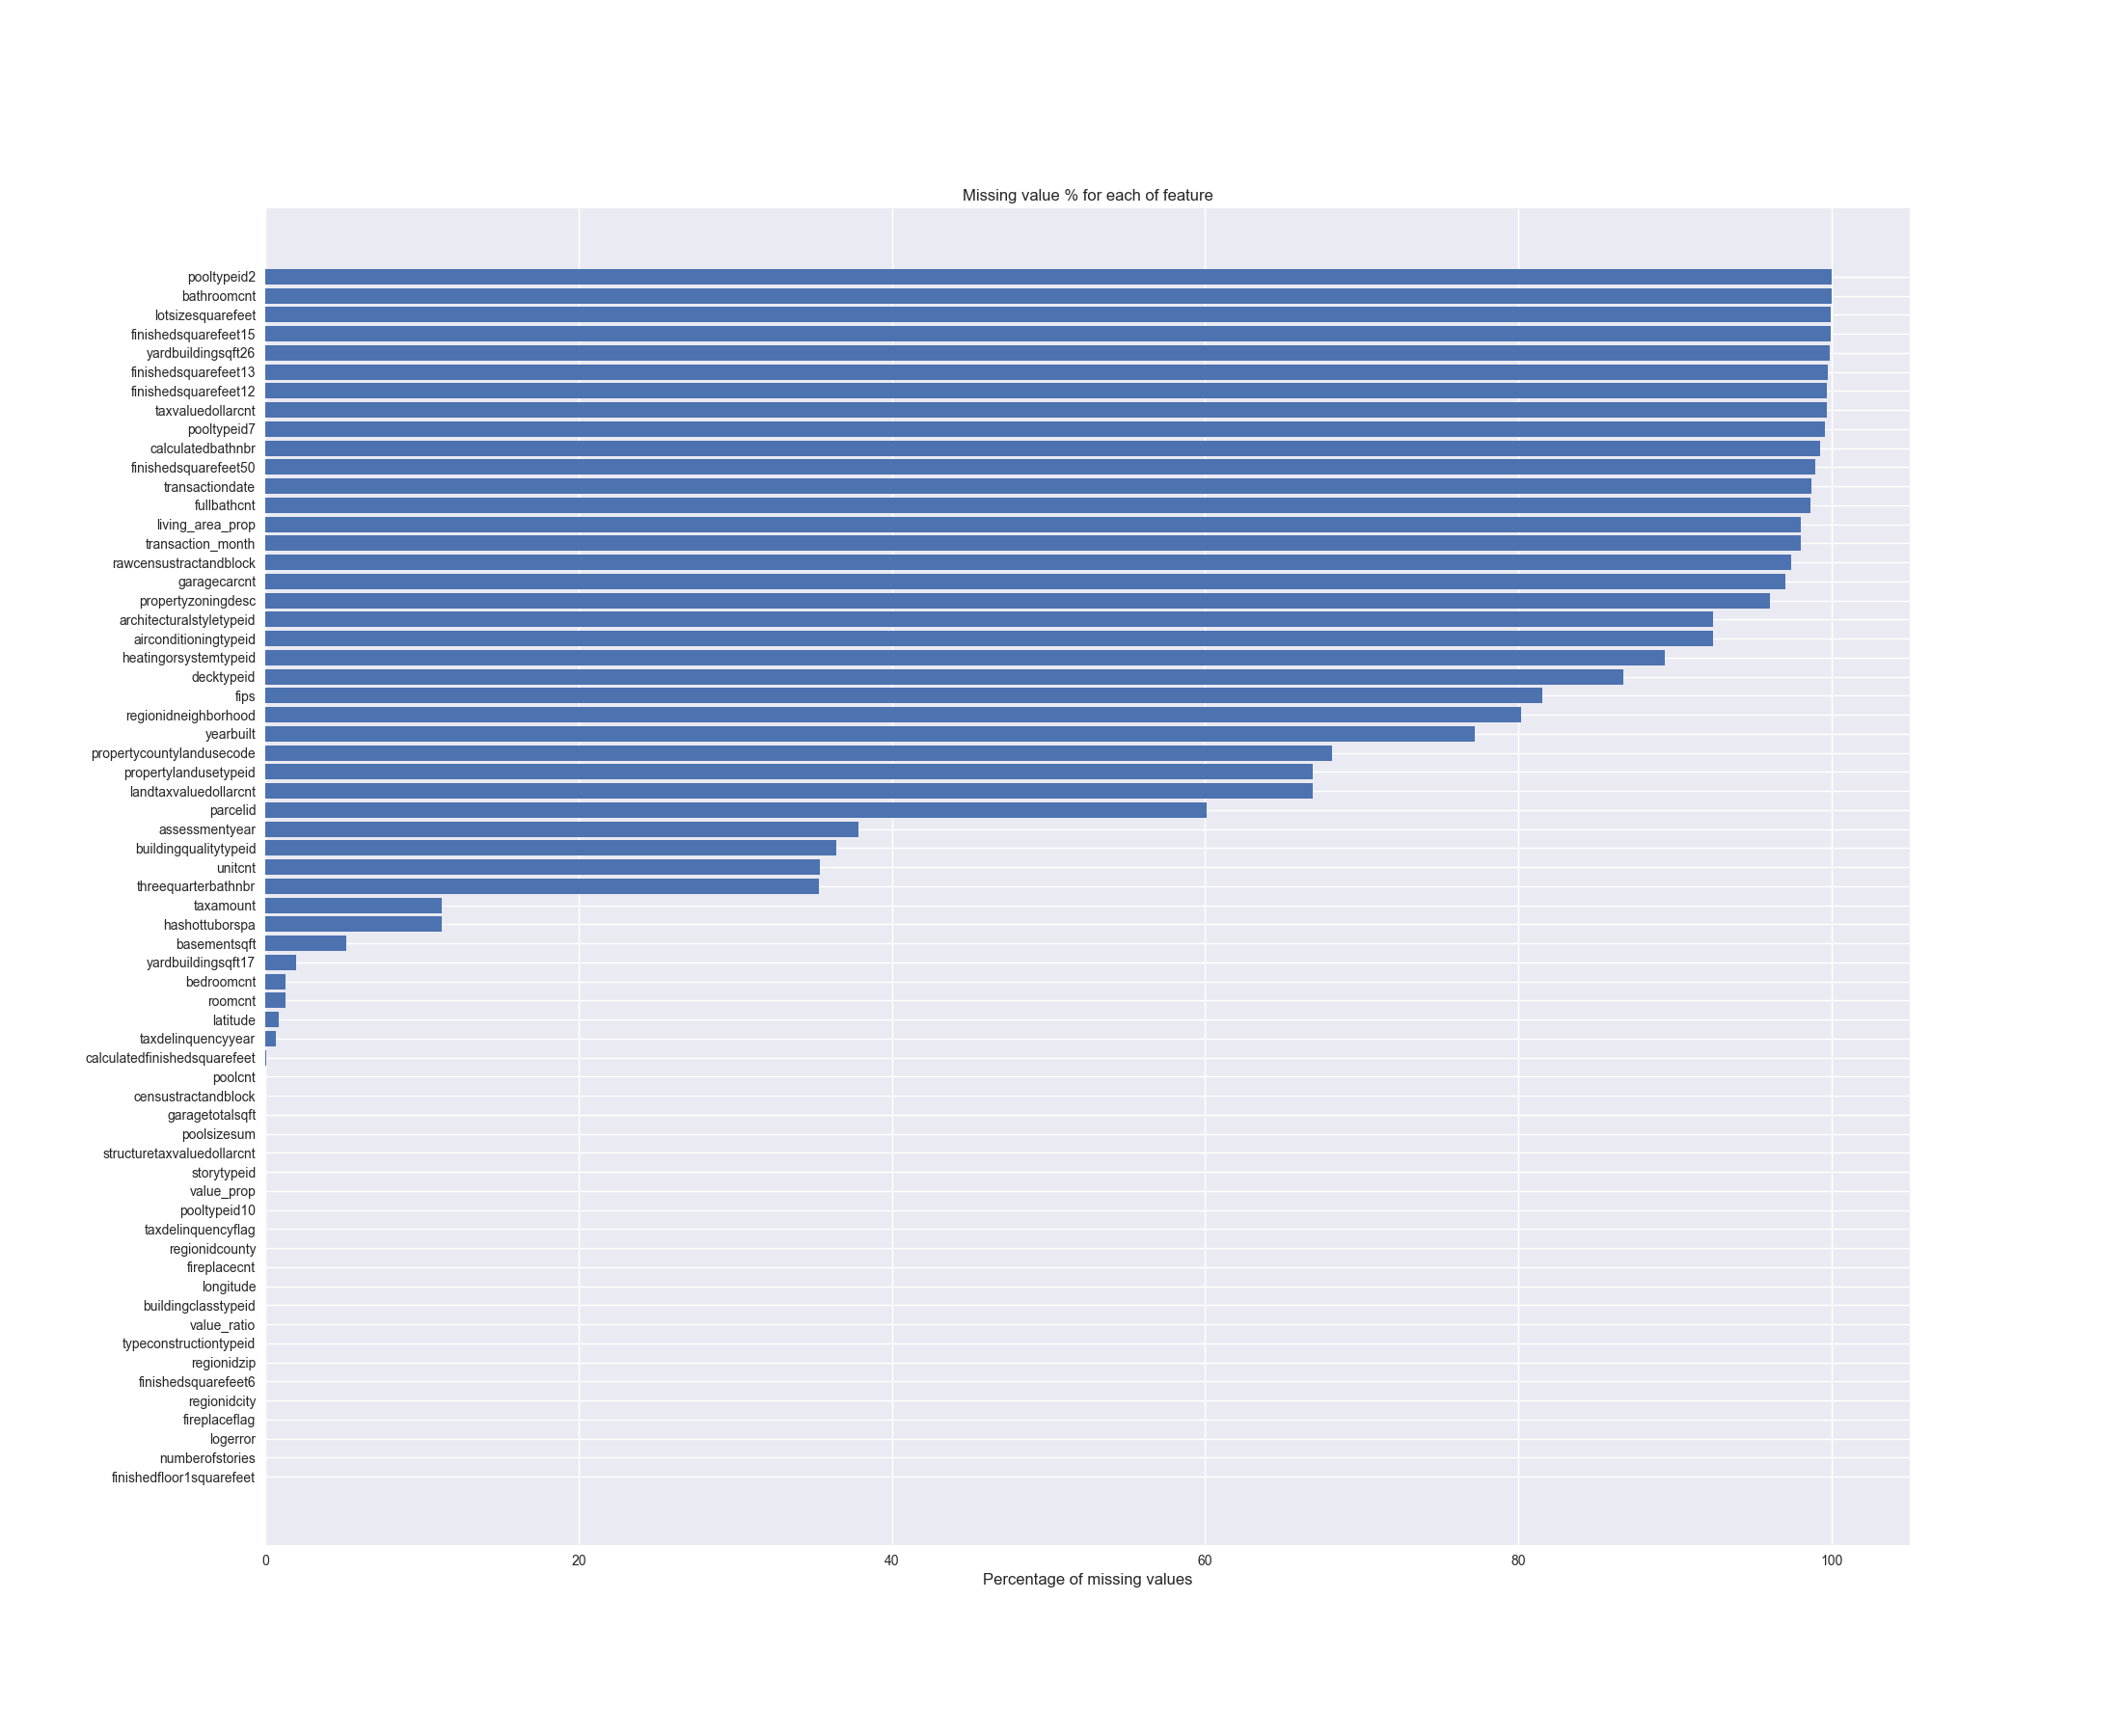 Missing value % for each of feature
pooltypeid2
bathroomcnt
lotsizesquarefeet
finishedsquarefeet15
yardbuildingsqft26
finishedsquarefeet13
finishedsquarefeet12
taxvaluedollarcnt
pooltypeid7
calculatedbathnbr
finishedsquarefeet50
transactiondate
fullbathcnt
living_area_prop
transaction_month
rawcensustractandblock
garagecarcnt
propertyzoningdesc
architecturalstyletypeid
airconditioningtypeid
heatingorsystemtypeid
decktypeid
fips
regionidneighborhood
yearbuilt
propertycountylandusecode
propertylandusetypeid
landtaxvaluedollarcnt
parcelid
assessmentyear
buildingqualitytypeid
unitcnt
threequarterbathnbr
taxamount
hashottuborspa
basementsqft
yardbuildingsqft17
bedroomcnt
roomcnt
latitude
taxdelinquencyyear
calculatedfinishedsquarefeet
poolcnt
censustractandblock
garagetotalsqft
poolsizesum
structuretaxvaluedollarcnt
storytypeid
value_prop
pooltypeid10
taxdelinquencyflag
regionidcounty
fireplacecnt
longitude
buildingclasstypeid
value_ratio
typeconstructiontypeid
regionidzip
finishedsquarefeet6
regionidcity
fireplaceflag
logerror
numberofstories
finishedfloor1squarefeet
0 20 40 60 80 100
Percentage of missing values